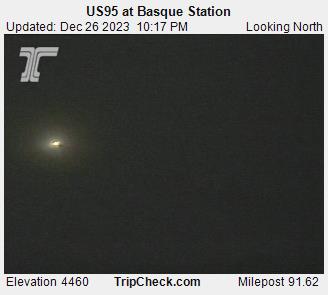 US95 at Basque Station
Updated: Dec 26 2023 10:17 PM Looking North
Elevation 4460 TripCheck.com Milepost 91.62